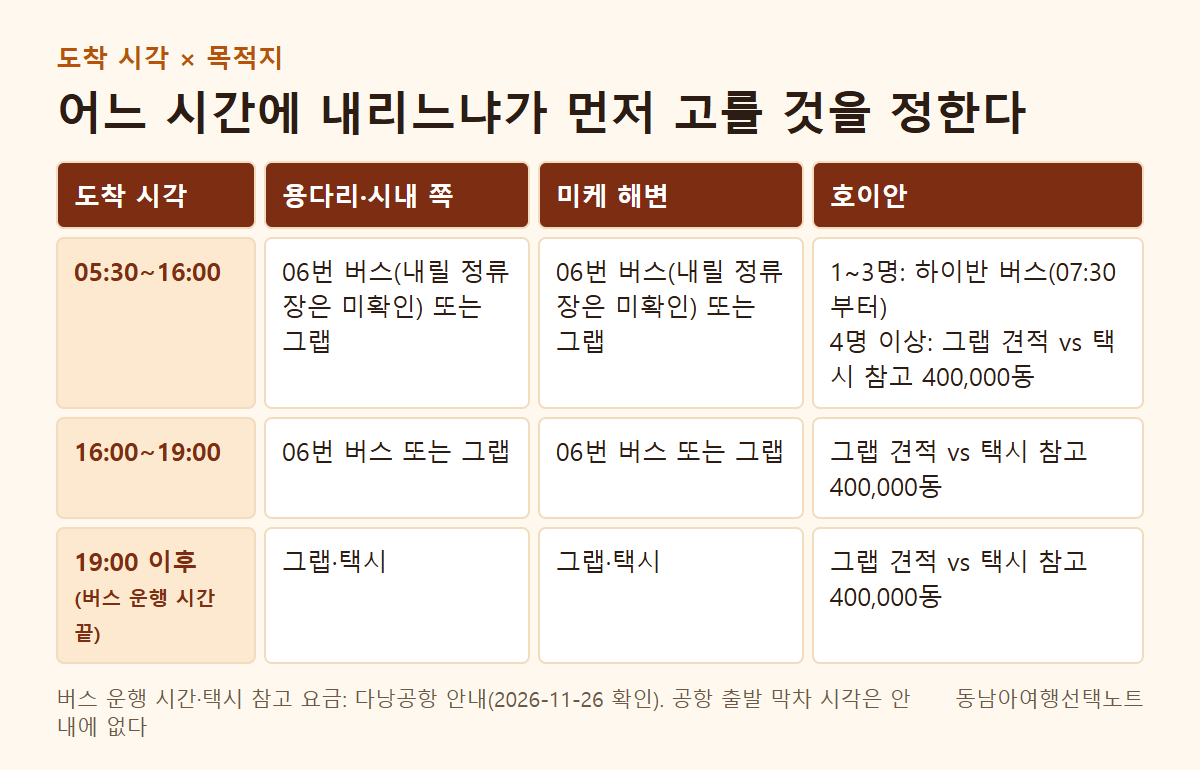 도착 시각 × 목적지
어느 시간에 내리느냐가 먼저 고를 것을 정한다
도착 시각
용다리·시내 쪽
미케 해변
호이안
05:30~16:00
06번 버스(내릴 정류
장은 미확인) 또는
그랩
06번 버스(내릴 정류
장은 미확인) 또는
그랩
1~3명: 하이반 버스(07:30
부터)
4명 이상: 그랩 견적 vs 택
시 참고 400,000동
16:00~19:00
06번 버스 또는 그랩
06번 버스 또는 그랩
그랩 견적 vs 택시 참고
400,000동
19:00 이후
(버스 운행 시간
끝)
그랩·택시
그랩·택시
그랩 견적 vs 택시 참고
400,000동
버스 운행 시간·택시 참고 요금: 다낭공항 안내(2026-11-26 확인). 공항 출발 막차 시각은 안
내에 없다
동남아여행선택노트